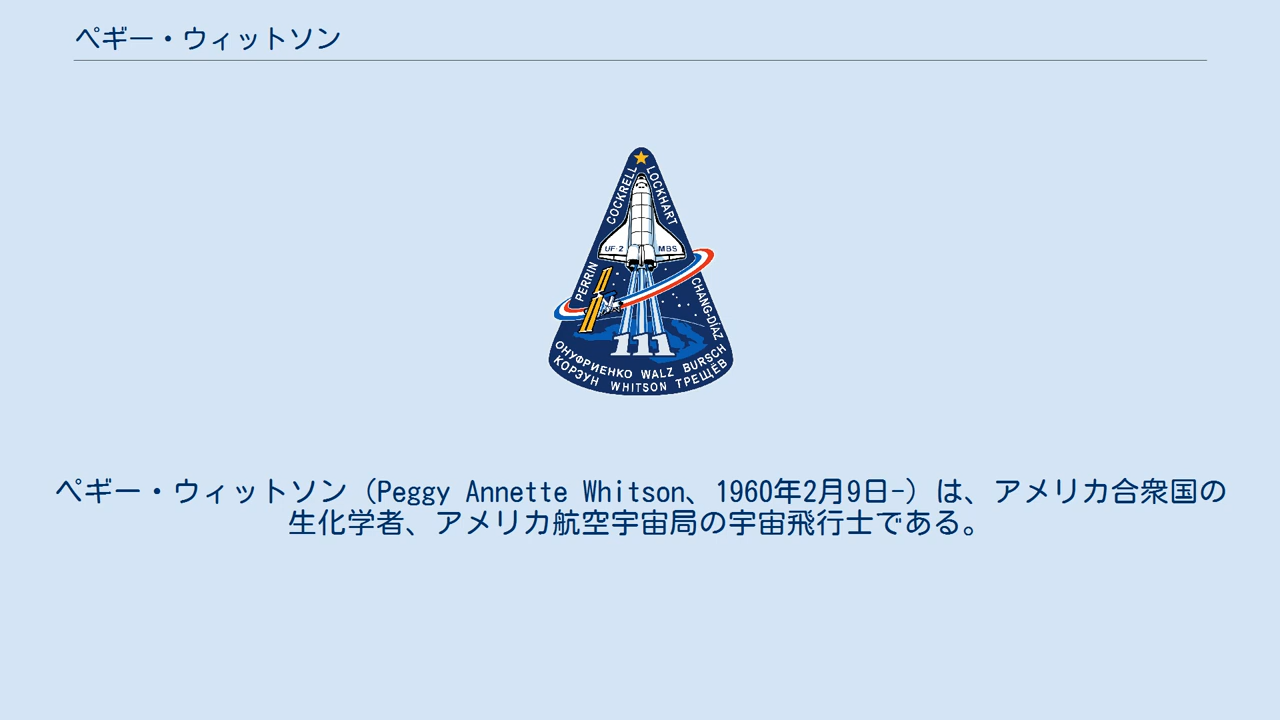 ペギー・ウィットソン
COCKRELL
LOCKHART
UF-2
MBS
PERRIN
CHANG-DÍAZ
111
ОНУФРИЕНКО WALZ BURSCH
КОРЗУН WHITSON ТРЕЩЁВ
ペギー・ウィットソン（Peggy Annette Whitson、1960年2月9日-）は、アメリカ合衆国の
生化学者、アメリカ航空宇宙局の宇宙飛行士である。